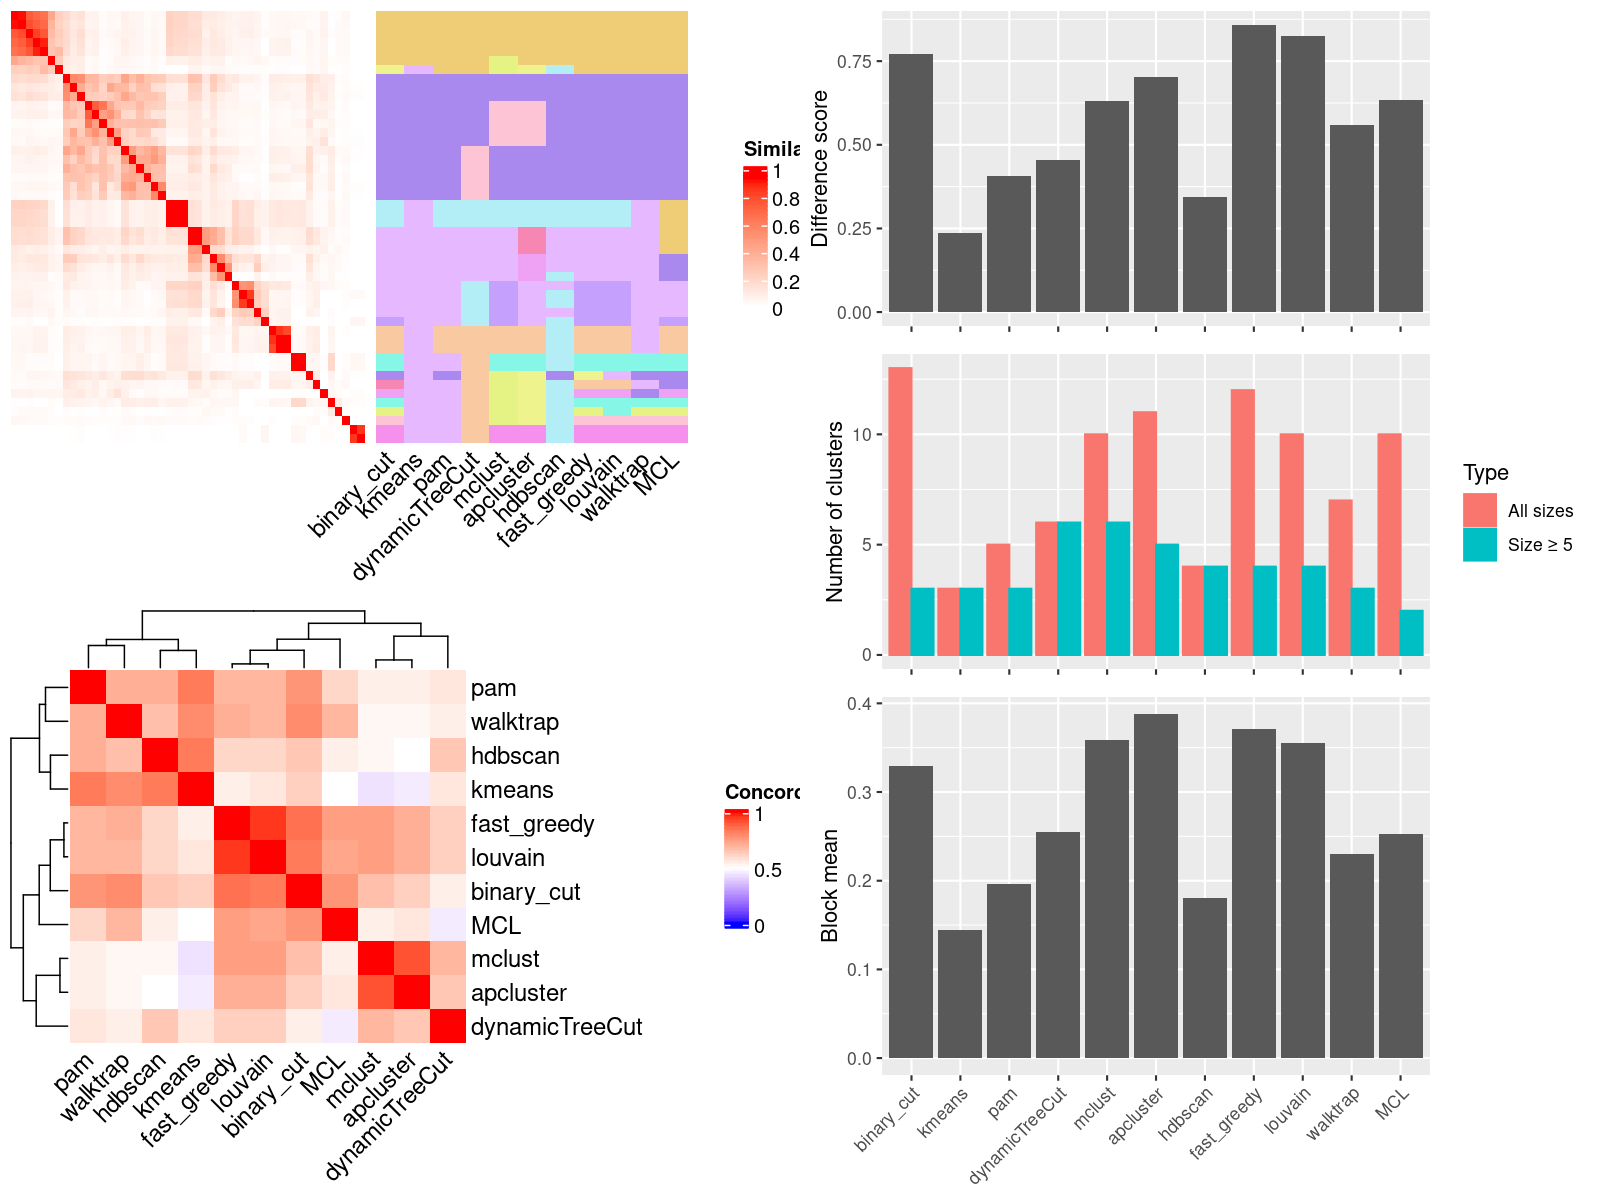 Simila
1
0.8
0.6
0.4
0.2
0
binary_cut
kmeans
pam
dynamicTreeCut
mclust
apcluster
hdbscan
fast_greedy
louvain
walktrap
MCL
Difference score
0.75
0.50
0.25
0.00
Number of clusters
10
5
0
Type
All sizes
Size ≥ 5
pam
walktrap
hdbscan
kmeans
fast_greedy
louvain
binary_cut
MCL
mclust
apcluster
dynamicTreeCut
pam
walktrap
hdbscan
kmeans
fast_greedy
louvain
binary_cut
MCL
mclust
apcluster
dynamicTreeCut
Concord
1
0.5
0
Block mean
0.4
0.3
0.2
0.1
0.0
binary_cut
kmeans
pam
dynamicTreeCut
mclust
apcluster
hdbscan
fast_greedy
louvain
walktrap
MCL